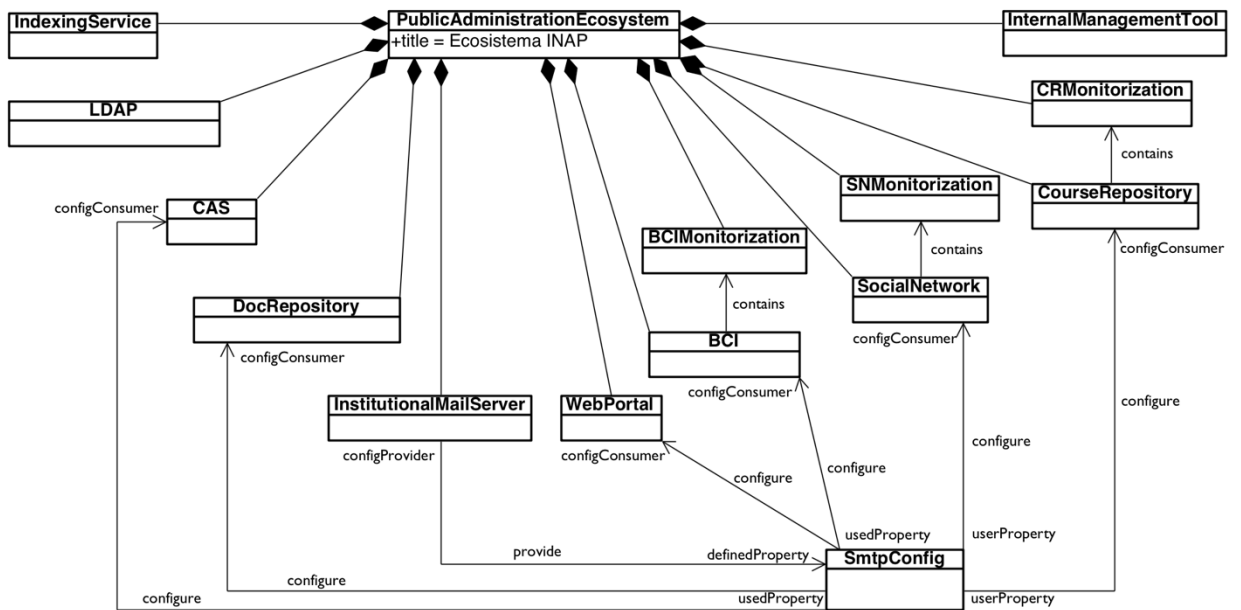 IndexingService
PublicAdministrationEcosystem
InternalManagementTool
+title = Ecosistema INAP
CRMonitorization
LDAP
contains
SNMonitorization
CourseRepository
configConsumer
CAS
BCIMonitorization
contains
configConsumer
SocialNetwork
DocRepository
contains
BCI
configConsumer
configConsumer
configConsumer
InstitutionalMailServer
WebPortal
configure
configProvider
configConsumer
configure
configure
configure
usedProperty
userProperty
provide
definedProperty
SmtpConfig
configure
configure
usedProperty
userProperty